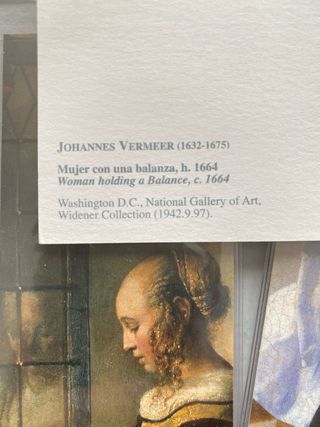 JOHANNES VERMEER (1632-1675)
Mujer con una balanza, h. 1664
Woman holding a Balance, c. 1664
Washington D.C., National Gallery of Art,
Widener Collection (1942.9.97).